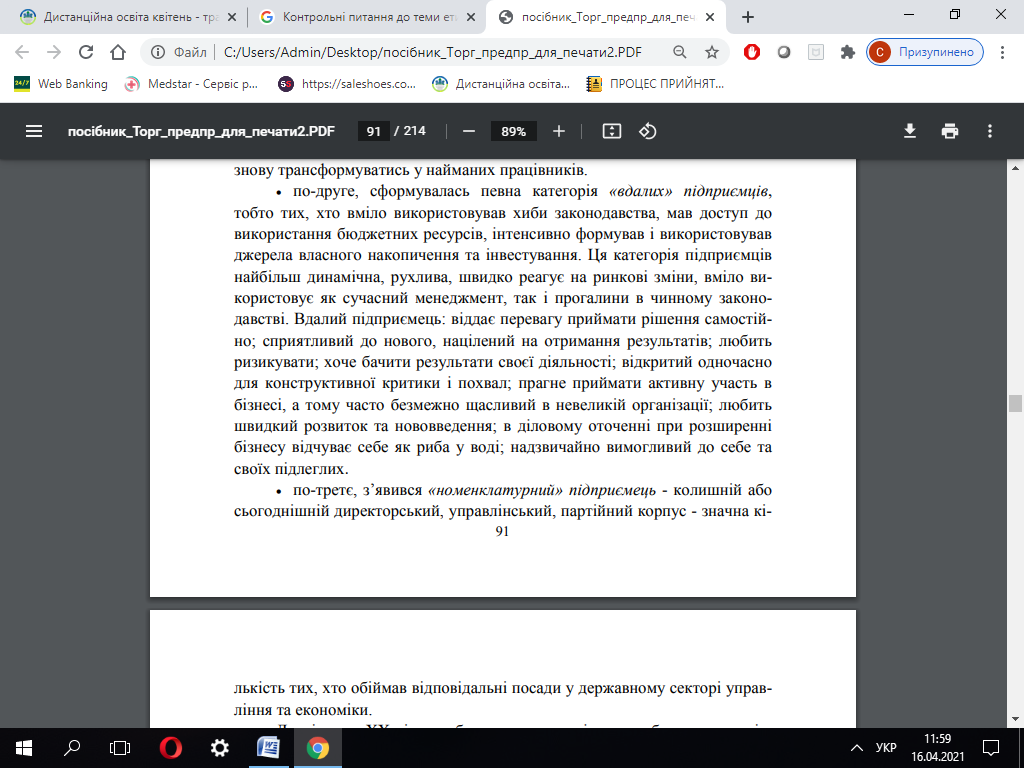 Дистанційна освіта квітень - тра
Контрольні питання до теми ет
посібник_Торг_предпр_для_печ
Файл
C:/Users/Admin/Desktop/посібник_Торг_предпр_для_печати2.PDF
C
Призупинено
24/7 Web Banking
Medstar - Сервіс р...
SS https://saleshoes.co...
Дистанційна освіта...
ПРОЦЕС ПРИЙНЯТ...
посібник_Торг_предпр_для_печати2.PDF
91 / 214
89%
знову трансформуватись у найманих працівників.
• по-друге, сформувалась певна категорія «вдалих» підприємців,
тобто тих, хто вміло використовував хиби законодавства, мав доступ до
використання бюджетних ресурсів, інтенсивно формував і використовував
джерела власного накопичення та інвестування. Ця категорія підприємців
найбільш динамічна, рухлива, швидко реагує на ринкові зміни, вміло ви-
користовує як сучасний менеджмент, так і прогалини в чинному законо-
давстві. Вдалий підприємець: віддає перевагу приймати рішення самостій-
но; сприятливий до нового, націлений на отримання результатів; любить
ризикувати; хоче бачити результати своєї діяльності; відкритий одночасно
для конструктивної критики і похвал; прагне приймати активну участь в
бізнесі, а тому часто безмежно щасливий в невеликій організації; любить
швидкий розвиток та нововведення; в діловому оточенні при розширенні
бізнесу відчуває себе як риба у воді; надзвичайно вимогливий до себе та
своїх підлеглих.
• по-третє, з’явився «номенклатурний» підприємець - колишній або
сьогоднішній директорський, управлінський, партійний корпус - значна кі-
91
лькість тих, хто обіймав відповідальні посади у державному секторі управ-
ління та економіки.
УКР
11:59
16.04.2021